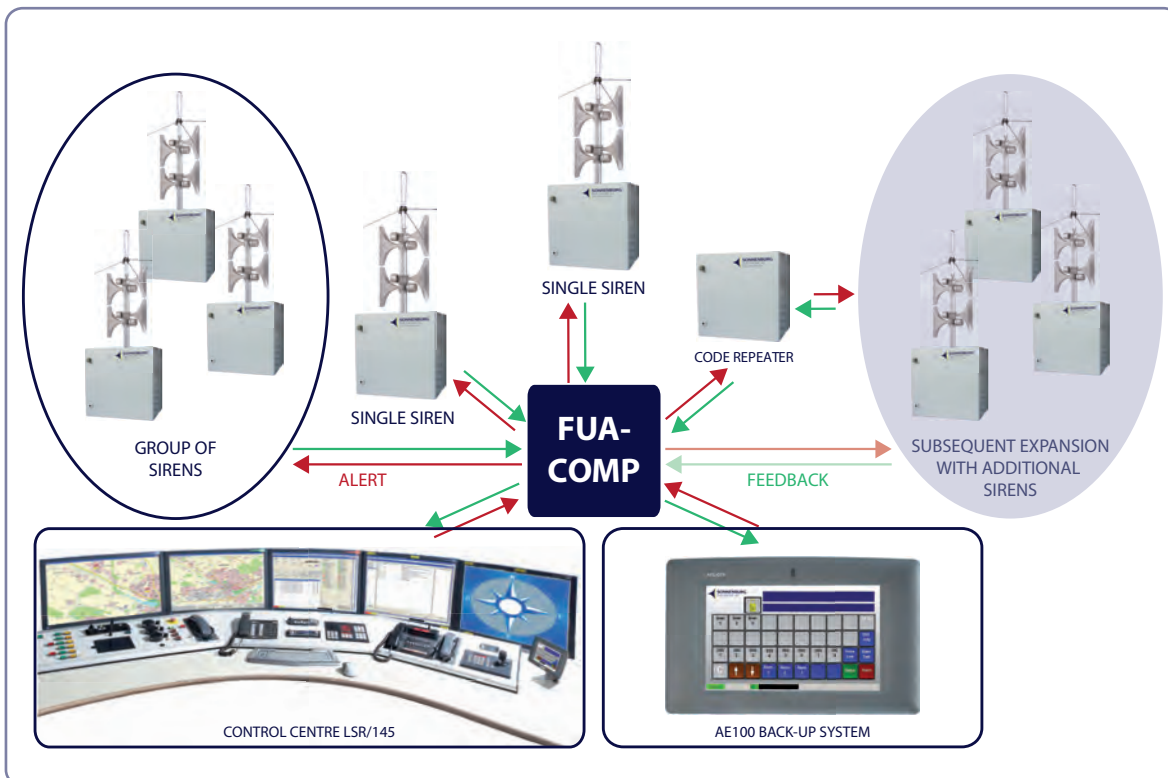 SINGLE SIREN
CODE REPEATER
SINGLE SIREN
GROUP OF
SIRENS
FUA-
COMP
SUBSEQUENT EXPANSION
WITH ADDITIONAL
SIRENS
ALERT
FEEDBACK
SONNENBURG
CONTROL CENTRE LSR/145
AE100 BACK-UP SYSTEM